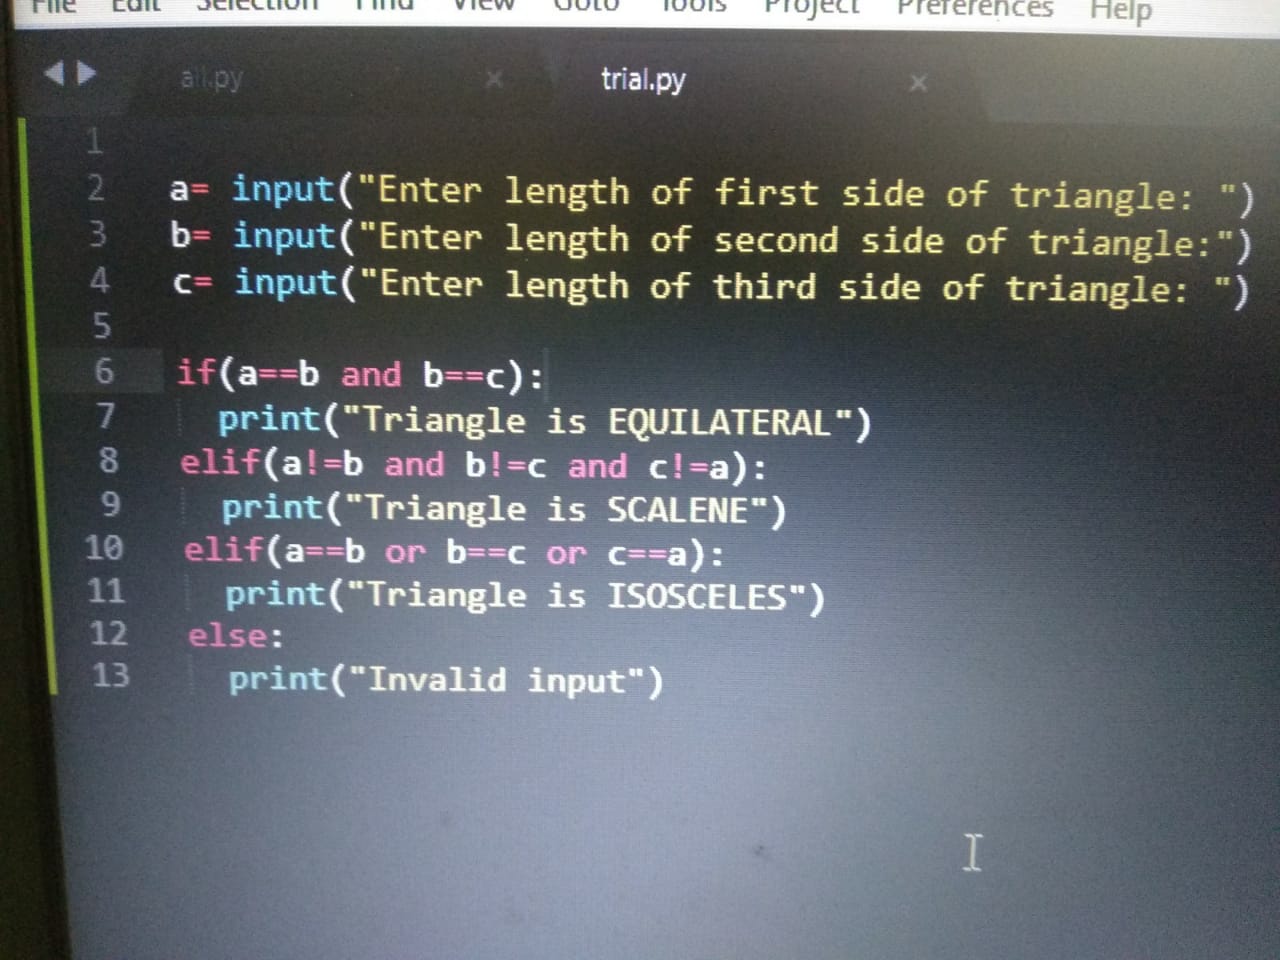 File Edit Selection Find View Goto Tools Project Preferences Help
all.py × trial.py ×
1
2 a= input("Enter length of first side of triangle: ")
3 b= input("Enter length of second side of triangle:")
4 c= input("Enter length of third side of triangle: ")
5
6 if(a==b and b==c):
7 print("Triangle is EQUILATERAL")
8 elif(a!=b and b!=c and c!=a):
9 print("Triangle is SCALENE")
10 elif(a==b or b==c or c==a):
11 print("Triangle is ISOSCELES")
12 else:
13 print("Invalid input")